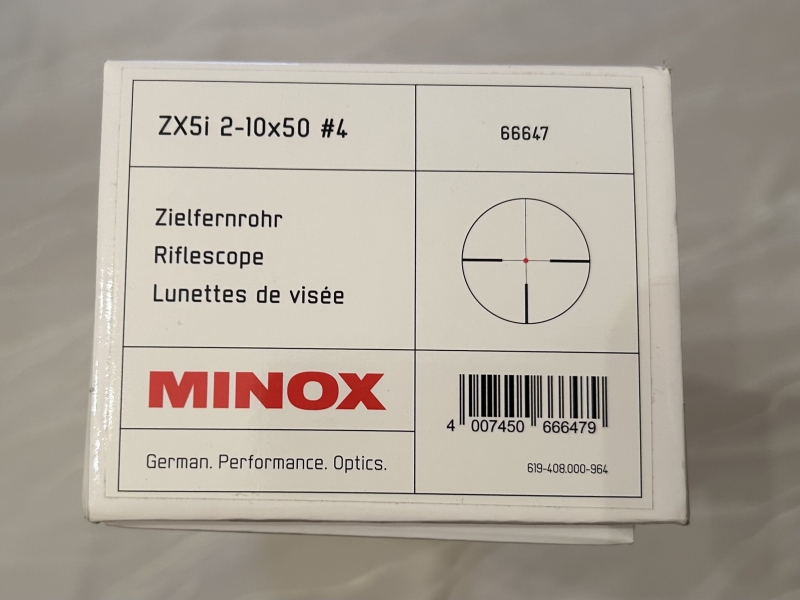 ZX5i 2-10x50 #4
66647
Zielfernrohr
Riflescope
Lunettes de visée
MINOX
German. Performance. Optics.
4 007450 666479
619-408.000-964